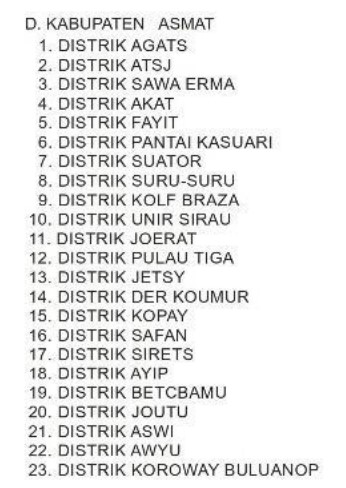 D. KABUPATEN ASMAT
1. DISTRIK AGATS
2. DISTRIK ATSJ
3. DISTRIK SAWA ERMA
4. DISTRIK AKAT
5. DISTRIK FAYIT
6. DISTRIK PANTAI KASUARI
7. DISTRIK SUATOR
8. DISTRIK SURU-SURU
9. DISTRIK KOLF BRAZA
10. DISTRIK UNIR SIRAU
11. DISTRIK JOERAT
12. DISTRIK PULAU TIGA
13. DISTRIK JETSY
14. DISTRIK DER KOUMUR
15. DISTRIK KOPAY
16. DISTRIK SAFAN
17. DISTRIK SIRETS
18. DISTRIK AYIP
19. DISTRIK BETCBAMU
20. DISTRIK JOUTU
21. DISTRIK ASWI
22. DISTRIK AWYU
23. DISTRIK KOROWAY BULUANOP